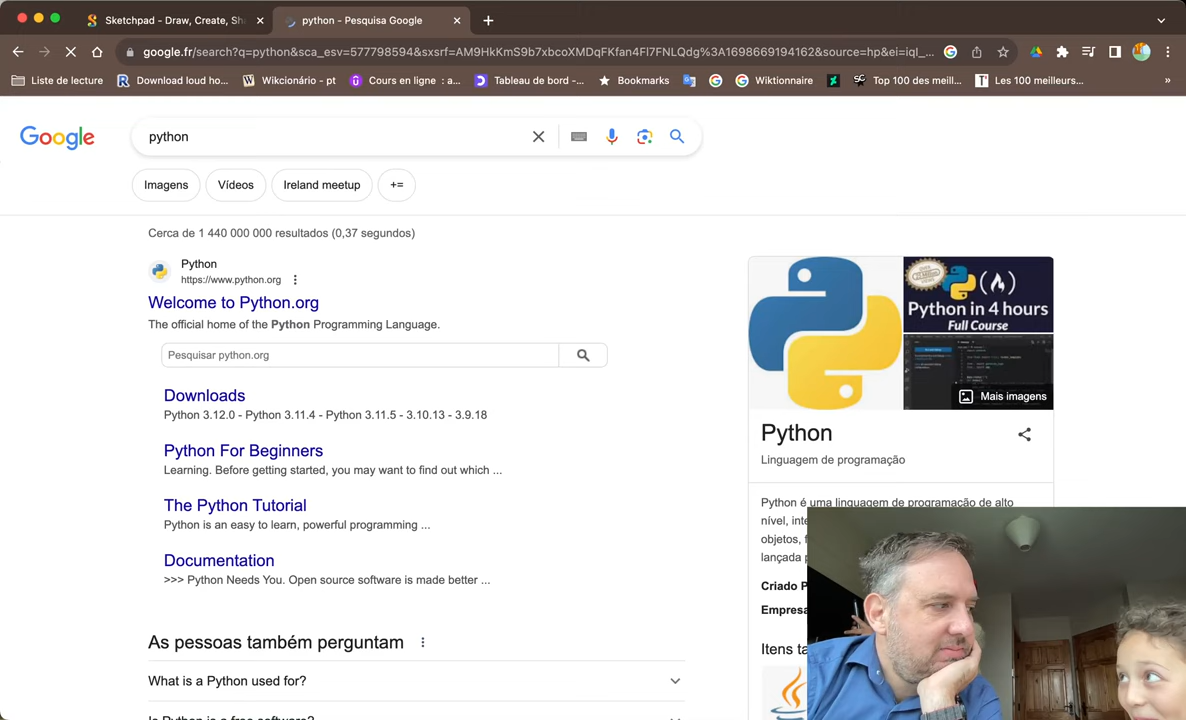 Sketchpad - Draw, Create, Sh
python - Pesquisa Google
google.fr/search?q=python&sca_esv=577798594&sxsrf=AM9HkKmS9b7xbcoXMDqFKfan4Fl7FNLQdg%3A1698669194162&source=hp&ei=iql_...
Liste de lecture
Download loud ho...
Wikcionário - pt
Cours en ligne : a...
Tableau de bord -...
Bookmarks
Wiktionnaire
Top 100 des meill...
Les 100 meilleurs...
»
Google
python
Imagens
Vídeos
Ireland meetup
+=
Cerca de 1 440 000 000 resultados (0,37 segundos)
Python
https://www.python.org
Welcome to Python.org
The official home of the Python Programming Language.
Pesquisar python.org
Downloads
Python 3.12.0 - Python 3.11.4 - Python 3.11.5 - 3.10.13 - 3.9.18
Python For Beginners
Learning. Before getting started, you may want to find out which ...
The Python Tutorial
Python is an easy to learn, powerful programming ...
Documentation
>>> Python Needs You. Open source software is made better ...
As pessoas também perguntam
What is a Python used for?
Is Python is a free software?
Python in 4 hours
Full Course
Mais imagens
Python
Linguagem de programação
Python é uma linguagem de programação de alto
nível, inte
objetos, f
lançada p
Criado P
Empresa
Itens ta